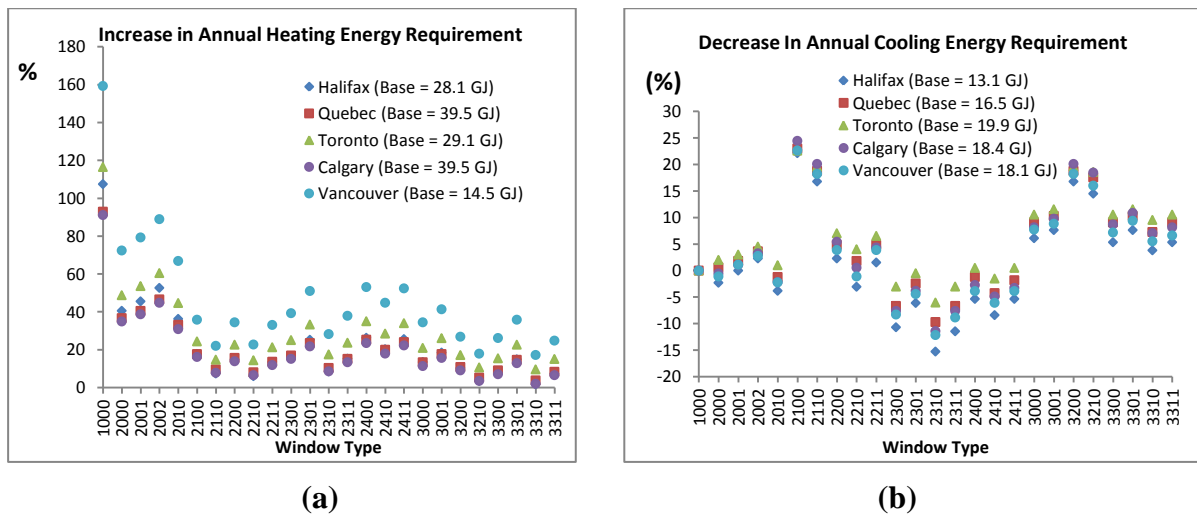 Increase in Annual Heating Energy Requirement
%
180
160
140
120
100
80
60
40
20
0
Halifax (Base = 28.1 GJ)
Quebec (Base = 39.5 GJ)
Toronto (Base = 29.1 GJ)
Calgary (Base = 39.5 GJ)
Vancouver (Base = 14.5 GJ)
1000 2000 2001 2002 2010 2100 2110 2200 2210 2211 2300 2301 2310 2311 2400 2410 2411 3000 3001 3200 3210 3300 3301 3310 3311
Window Type
(a)
Decrease In Annual Cooling Energy Requirement
(%)
30
25
20
15
10
5
0
-5
-10
-15
-20
Halifax (Base = 13.1 GJ)
Quebec (Base = 16.5 GJ)
Toronto (Base = 19.9 GJ)
Calgary (Base = 18.4 GJ)
Vancouver (Base = 18.1 GJ)
1000 2000 2001 2002 2010 2100 2110 2200 2210 2211 2300 2301 2310 2311 2400 2410 2411 3000 3001 3200 3210 3300 3301 3310 3311
Window Type
(b)